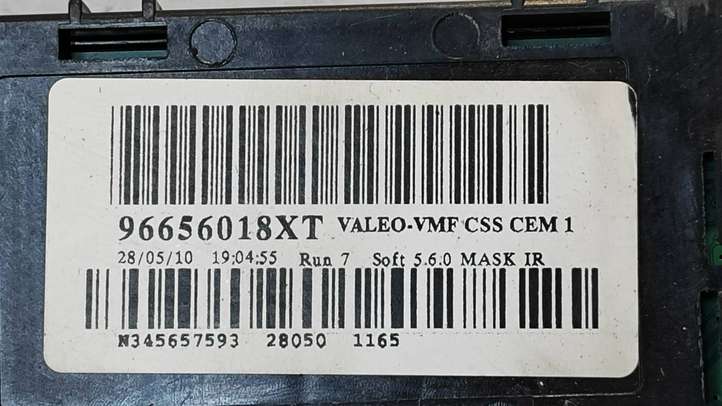 96656018XT VALEO-VMF CSS CEM 1
28/05/10 19:04:55 Run 7 Soft 5.6.0 MASK IR
N345657593 28050 1165